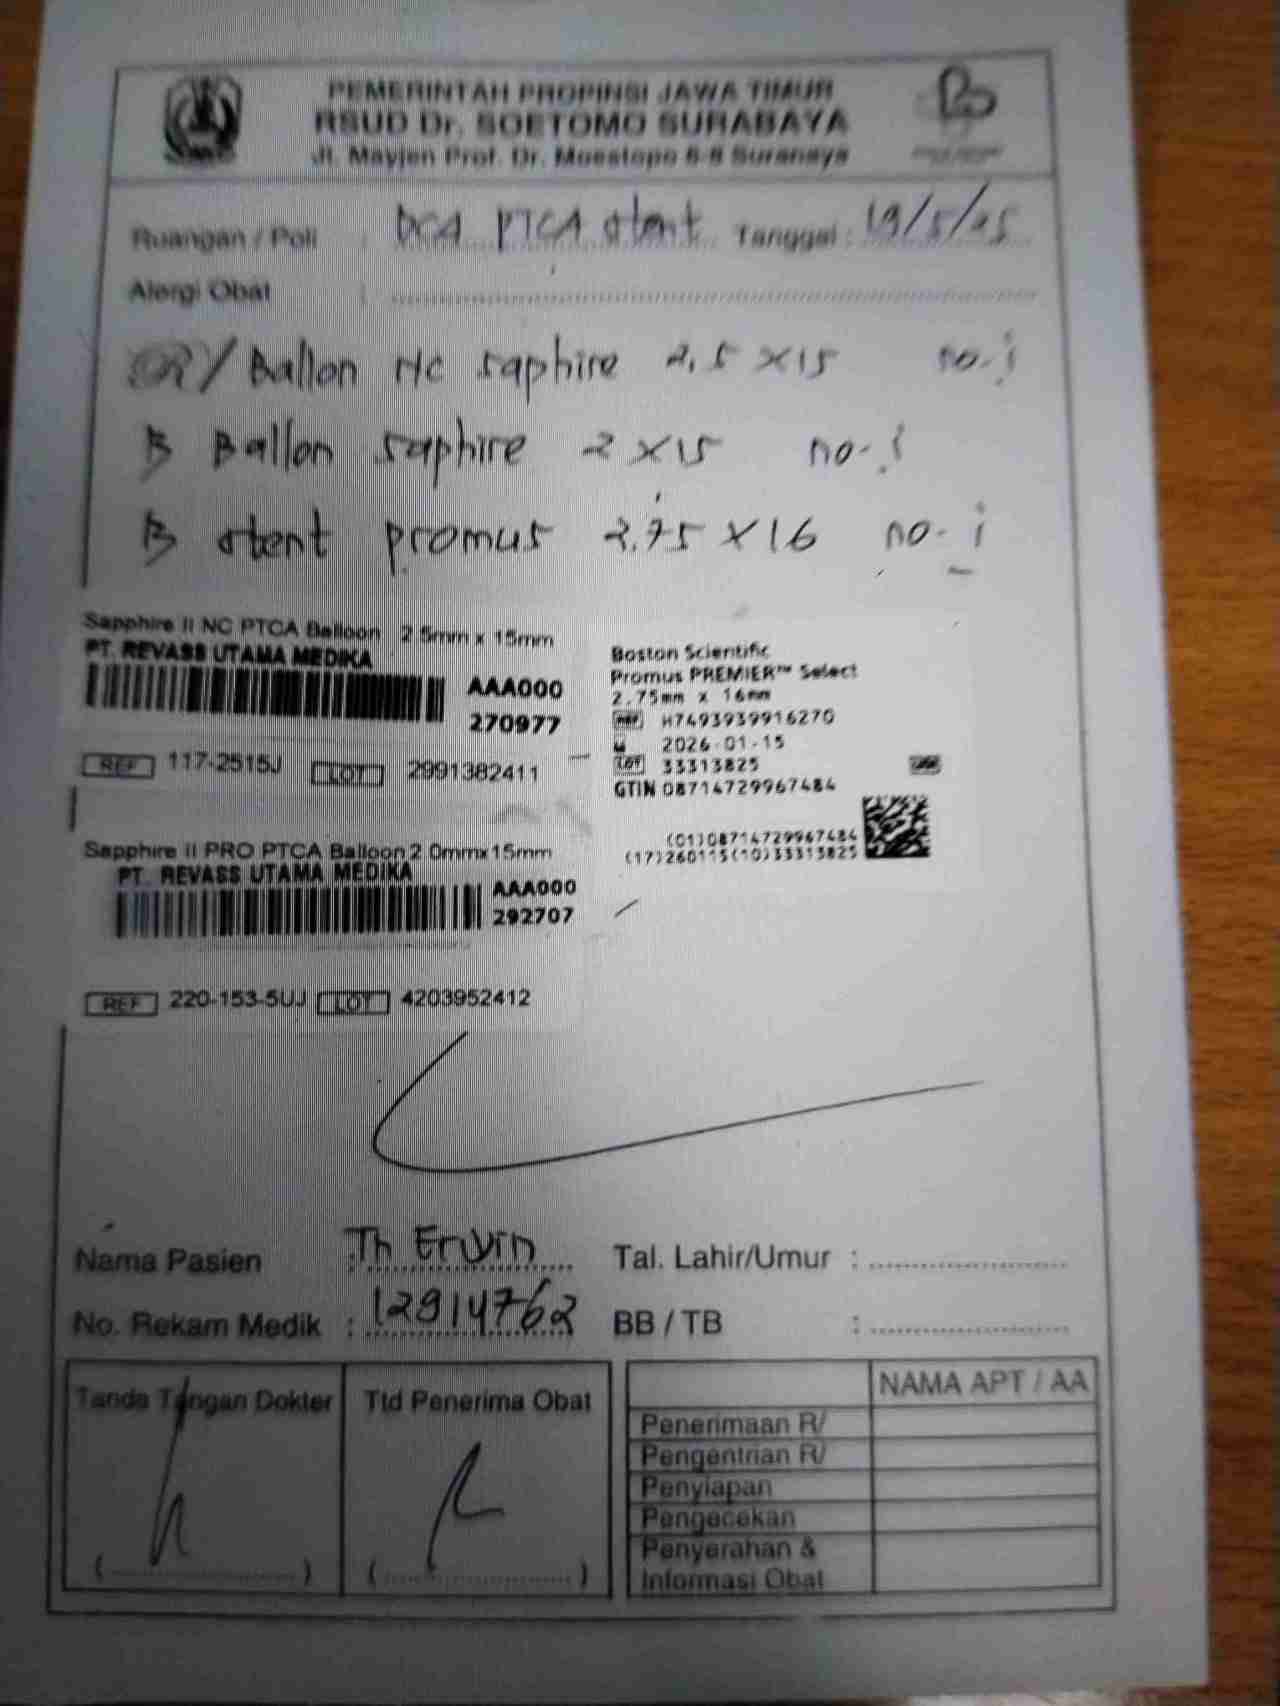 PEMERINTAH PROPINSI JAWA TIMUR
RSUD Dr. SOETOMO SURABAYA
Jl. Mayjen Prof. Dr. Moestopo 6-8 Surabaya
Ruangan / Poli : DCA PTCA stent Tanggal : 19/5/25
Alergi Obat :
R/ Ballon nc saphire 2.5 x 15 no. i
R Ballon saphire 2 x 15 no. i
R stent promus 2.75 x 16 no. i
Sapphire II NC PTCA Balloon 2.5mm x 15mm
PT. REVASS UTAMA MEDIKA
AAA000
270977
REF 117-2515J LOT 2991382411
Boston Scientific
Promus PREMIER™ Select
2.75mm x 16mm
REF H7493939916270
2026-01-15
LOT 33313825
GTIN 08714729967484
(01)08714729967484
(17)260115(10)33313825
Sapphire II PRO PTCA Balloon 2.0mmx15mm
PT. REVASS UTAMA MEDIKA
AAA000
292707
REF 220-153-5UJ LOT 4203952412
Nama Pasien : Tn Erwin Tal. Lahir/Umur :
No. Rekam Medik : 12914762 BB / TB :
Tanda Tangan Dokter Ttd Penerima Obat
NAMA APT / AA
Penerimaan R/
Pengentrian R/
Penyiapan
Pengecekan
Penyerahan &
Informasi Obat